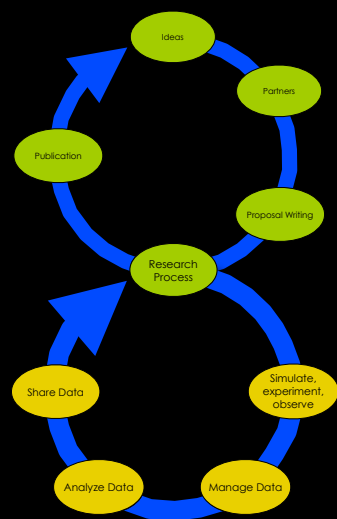 Ideas
Partners
Publication
Proposal Writing
Research
Process
Simulate,
experiment,
observe
Share Data
Manage Data
Analyze Data